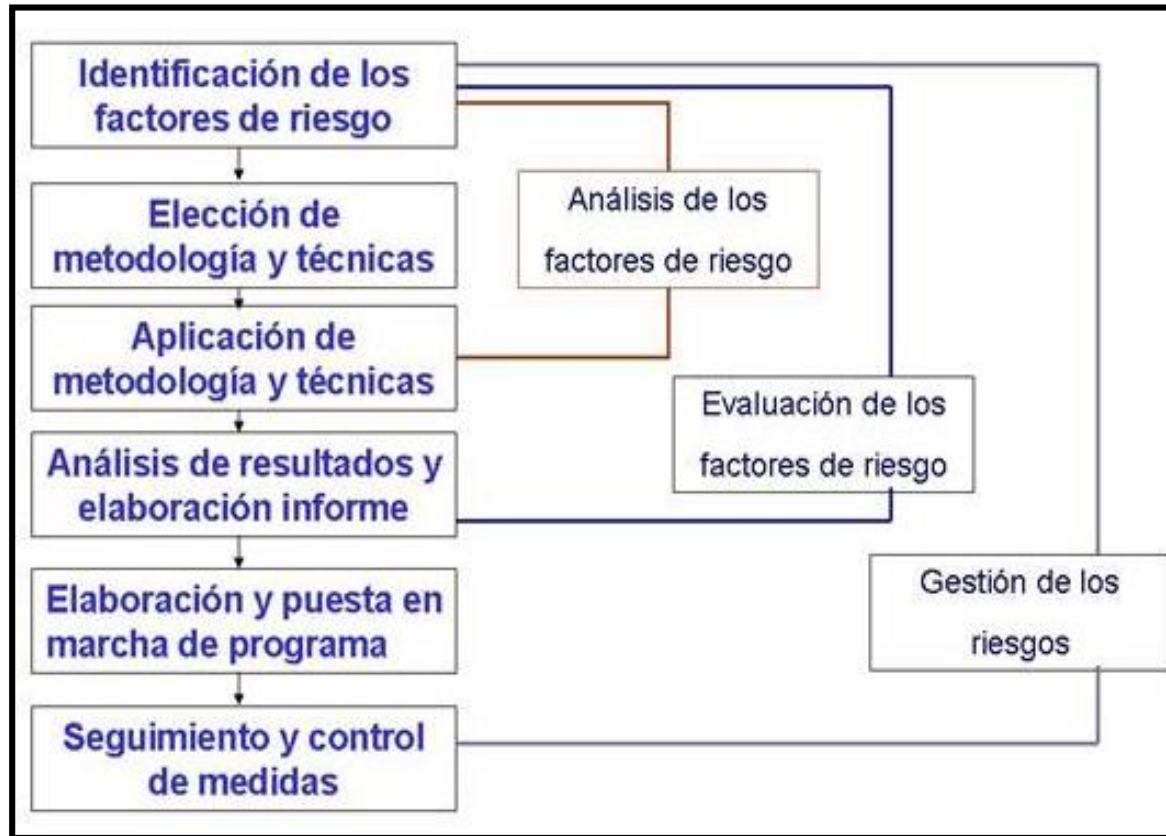 Identificación de los
factores de riesgo
Elección de
metodología y técnicas
Aplicación de
metodología y técnicas
Análisis de resultados y
elaboración informe
Elaboración y puesta en
marcha de programa
Seguimiento y control
de medidas
Análisis de los
factores de riesgo
Evaluación de los
factores de riesgo
Gestión de los
riesgos